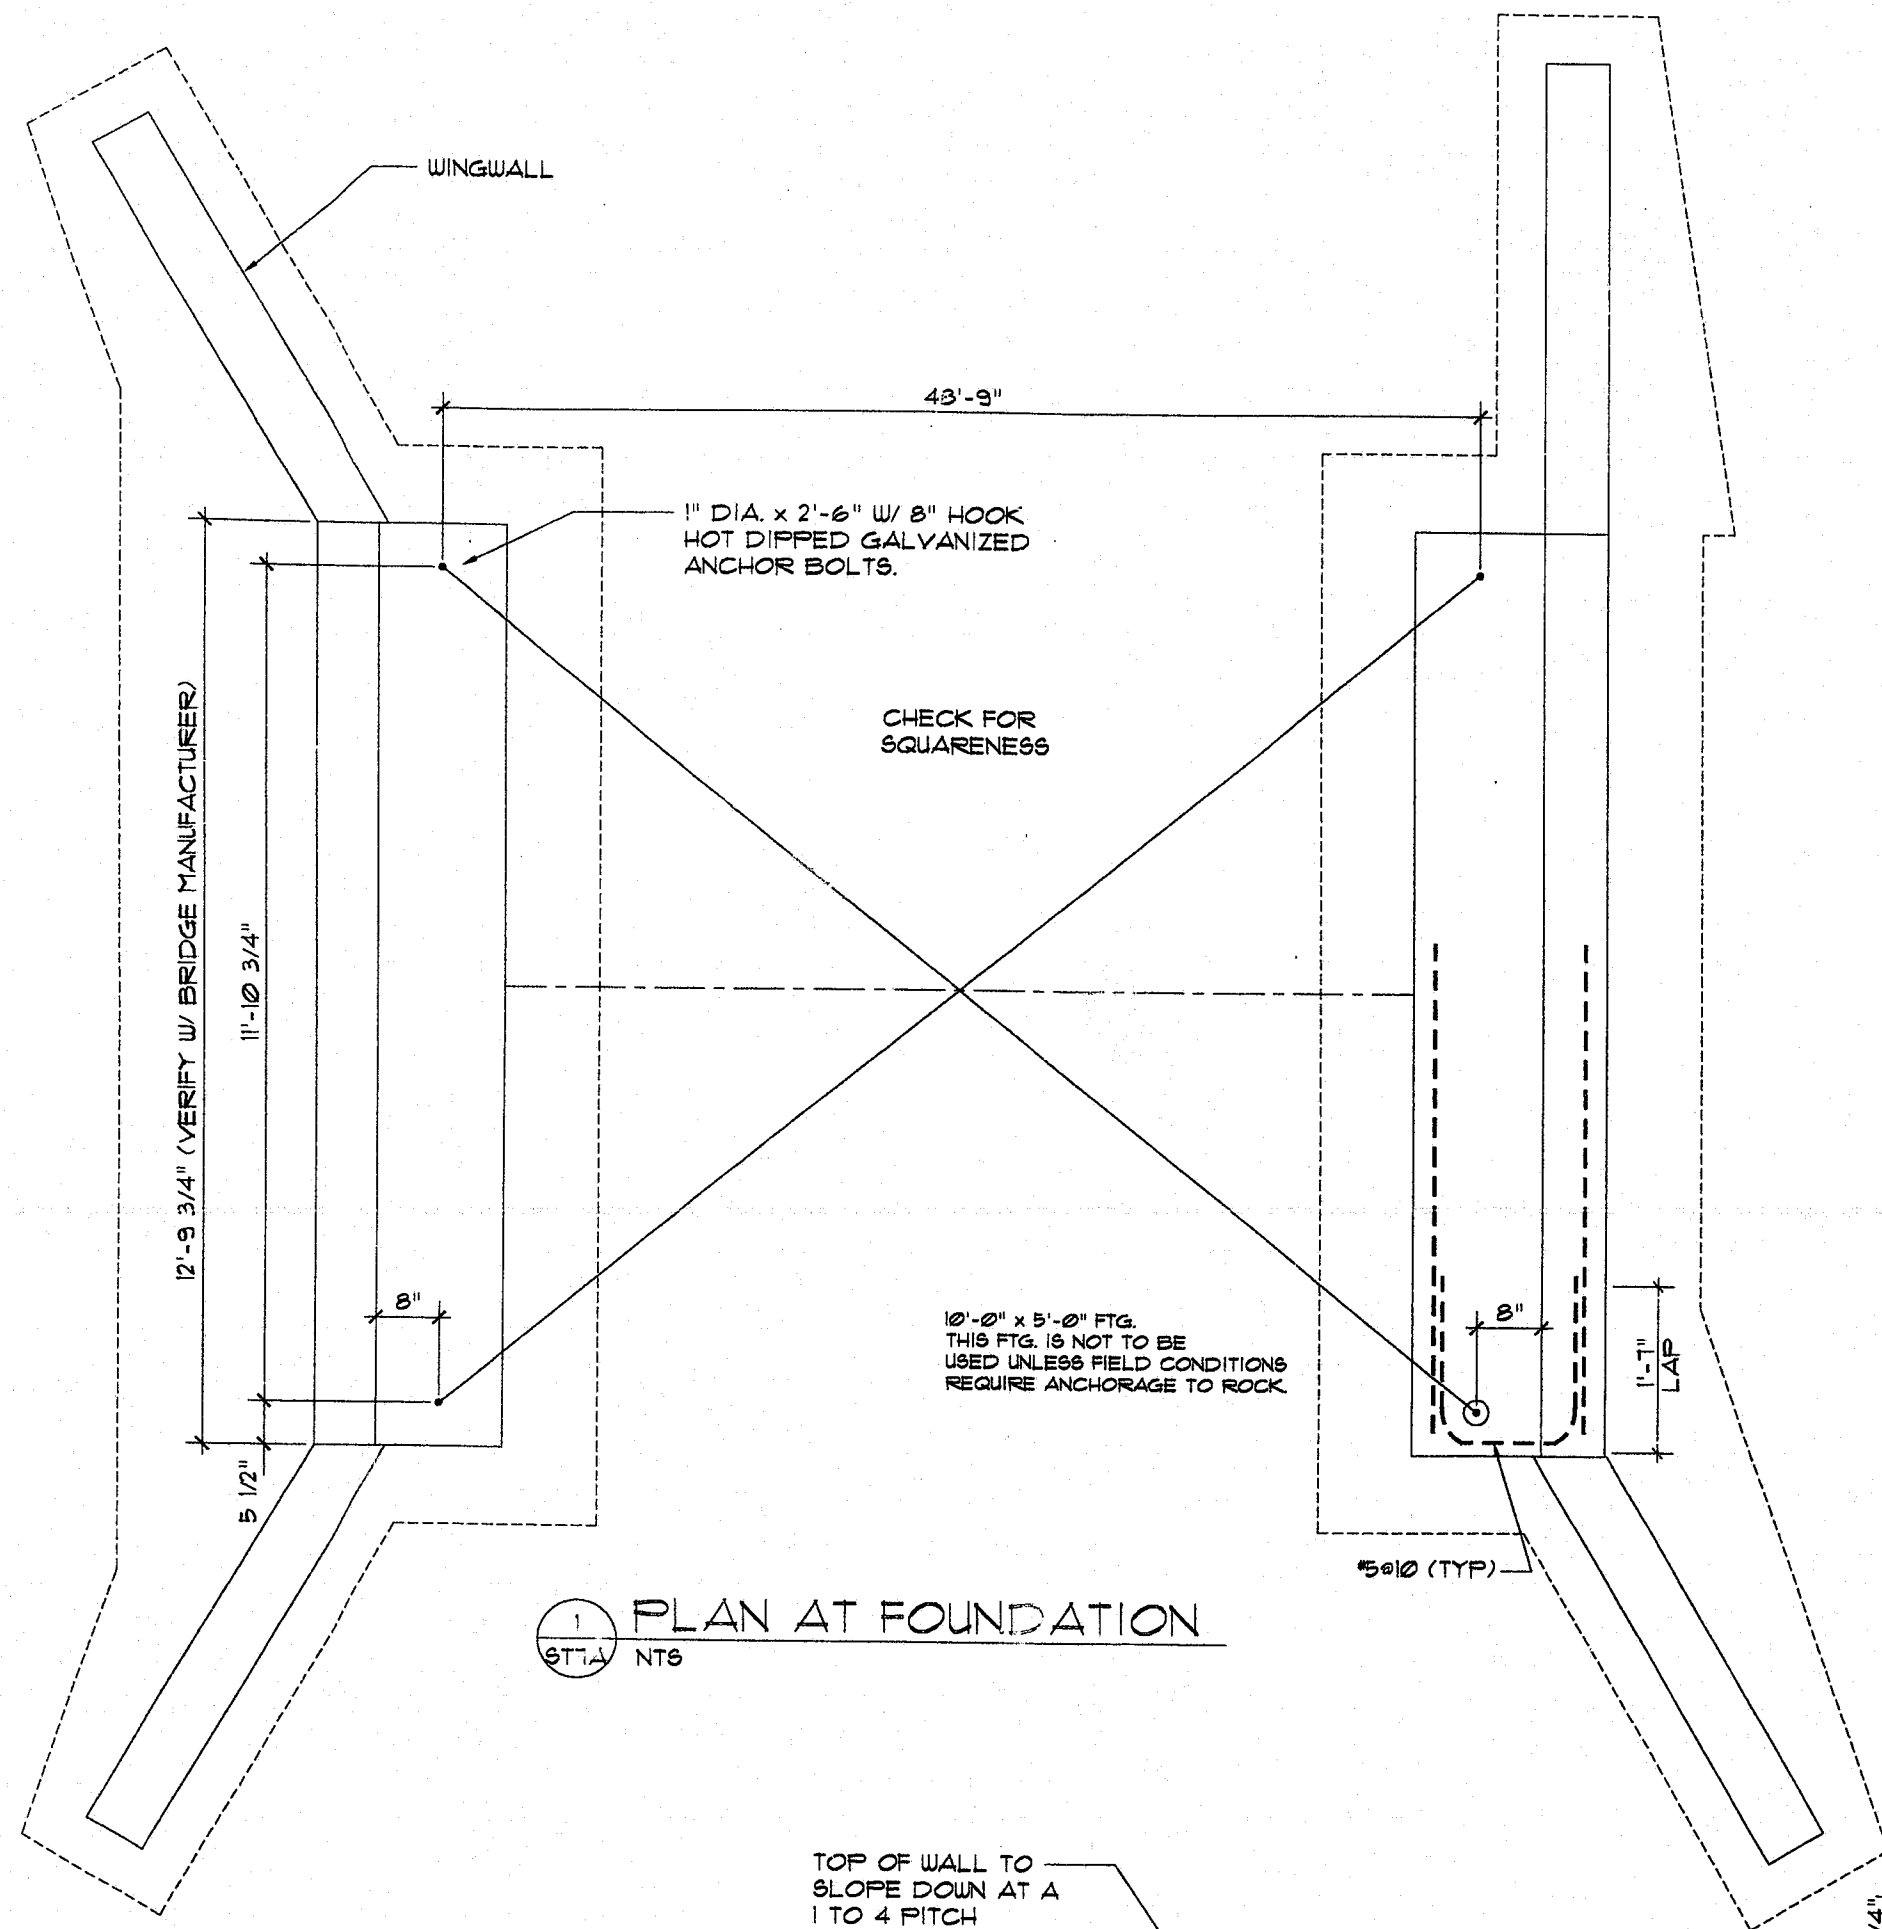 WINGWALL
48'-9"
1" DIA. x 2'-6" W/ 8" HOOK
HOT DIPPED GALVANIZED
ANCHOR BOLTS.
CHECK FOR
SQUARENESS
12'-9 3/4" (VERIFY W/ BRIDGE MANUFACTURER)
11'-10 3/4"
8"
5 1/2"
10'-0" x 5'-0" FTG.
THIS FTG. IS NOT TO BE
USED UNLESS FIELD CONDITIONS
REQUIRE ANCHORAGE TO ROCK.
8"
1'-7"
LAP
#5@10 (TYP)
1
ST7A
PLAN AT FOUNDATION
NTS
TOP OF WALL TO
SLOPE DOWN AT A
1 TO 4 PITCH